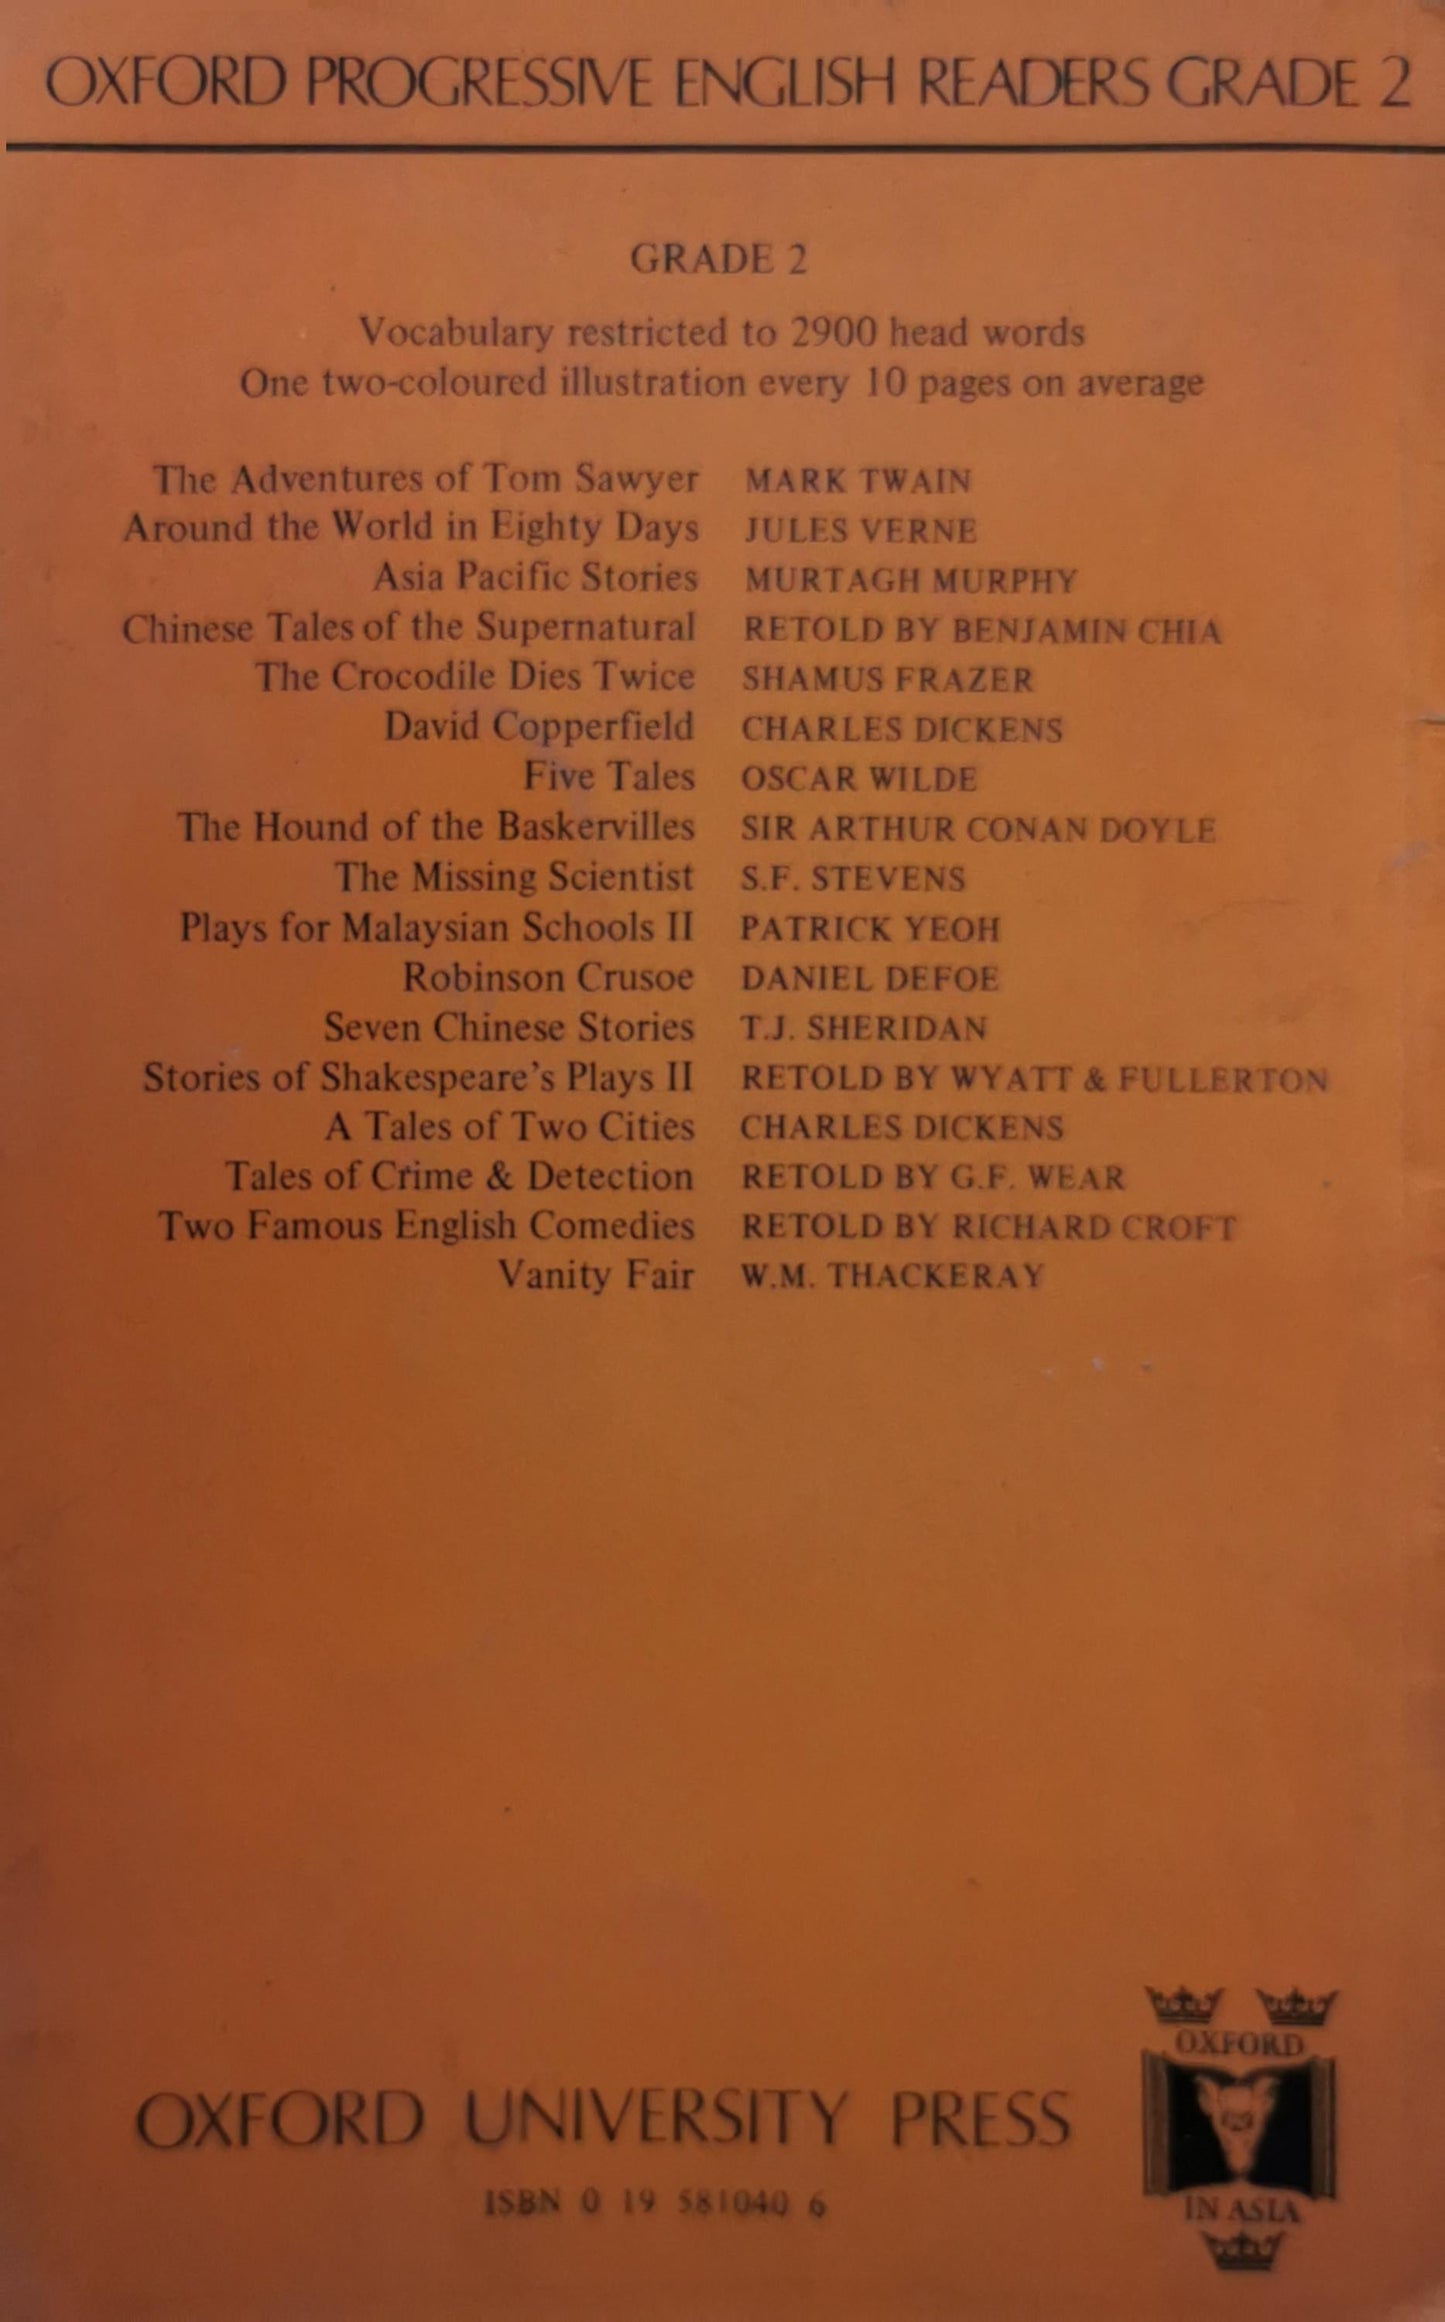 OXFORD PROGRESSIVE ENGLISH READERS GRADE 2
GRADE 2
Vocabulary restricted to 2900 head words
One two-coloured illustration every 10 pages on average
The Adventures of Tom Sawyer MARK TWAIN
Around the World in Eighty Days JULES VERNE
Asia Pacific Stories MURTAGH MURPHY
Chinese Tales of the Supernatural RETOLD BY BENJAMIN CHIA
The Crocodile Dies Twice SHAMUS FRAZER
David Copperfield CHARLES DICKENS
Five Tales OSCAR WILDE
The Hound of the Baskervilles SIR ARTHUR CONAN DOYLE
The Missing Scientist S.F. STEVENS
Plays for Malaysian Schools II PATRICK YEOH
Robinson Crusoe DANIEL DEFOE
Seven Chinese Stories T.J. SHERIDAN
Stories of Shakespeare's Plays II RETOLD BY WYATT & FULLERTON
A Tales of Two Cities CHARLES DICKENS
Tales of Crime & Detection RETOLD BY G.F. WEAR
Two Famous English Comedies RETOLD BY RICHARD CROFT
Vanity Fair W.M. THACKERAY
OXFORD UNIVERSITY PRESS
ISBN 0 19 581040 6
OXFORD
IN ASIA